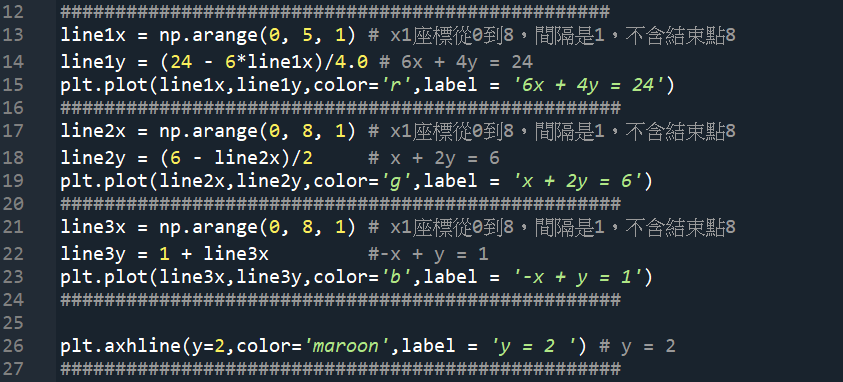 12 ##################################################
13 line1x = np.arange(0, 5, 1) # x1座標從0到8，間隔是1，不含結束點8
14 line1y = (24 - 6*line1x)/4.0 # 6x + 4y = 24
15 plt.plot(line1x,line1y,color='r',label = '6x + 4y = 24')
16 ###################################################
17 line2x = np.arange(0, 8, 1) # x1座標從0到8，間隔是1，不含結束點8
18 line2y = (6 - line2x)/2     # x + 2y = 6
19 plt.plot(line2x,line2y,color='g',label = 'x + 2y = 6')
20 ###################################################
21 line3x = np.arange(0, 8, 1) # x1座標從0到8，間隔是1，不含結束點8
22 line3y = 1 + line3x         #-x + y = 1
23 plt.plot(line3x,line3y,color='b',label = '-x + y = 1')
24 ###################################################
25
26 plt.axhline(y=2,color='maroon',label = 'y = 2 ') # y = 2
27 ###################################################